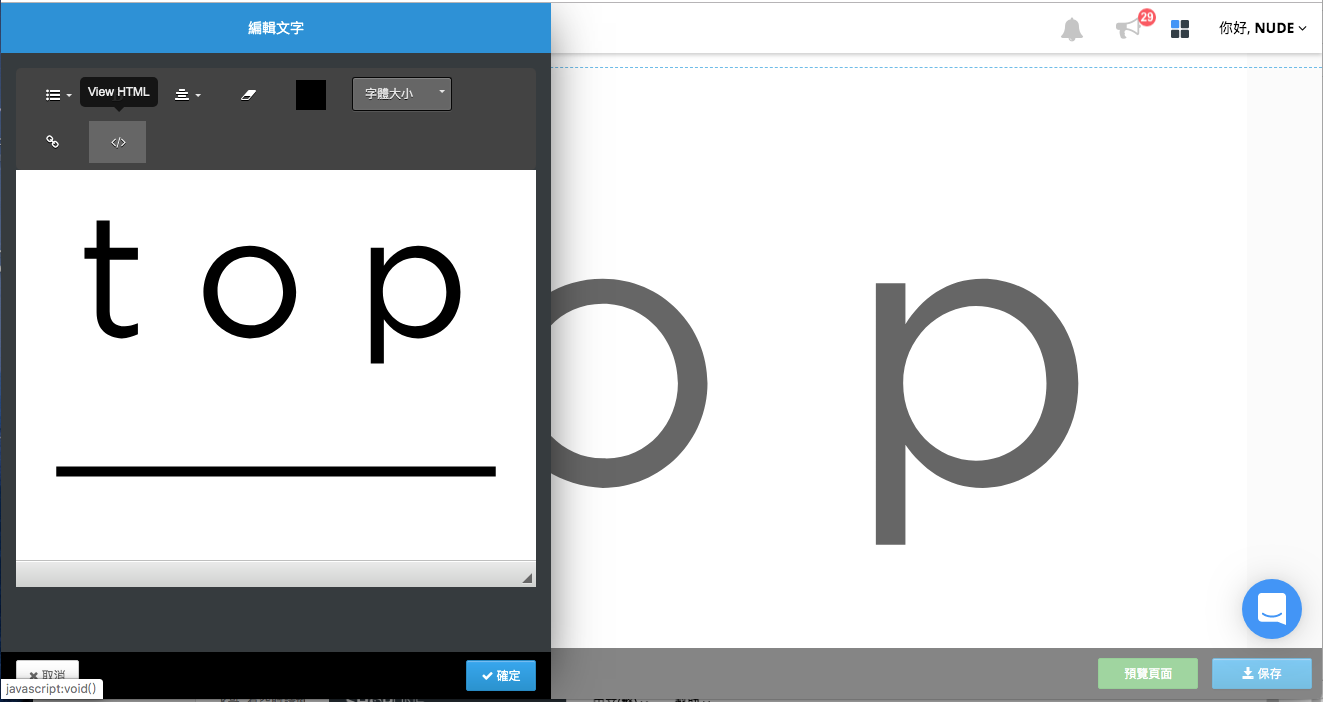 編輯文字
29
你好, NUDE
View HTML
字體大小
</>
t o p
o p
取消
確定
javascript:void()
預覽頁面
保存